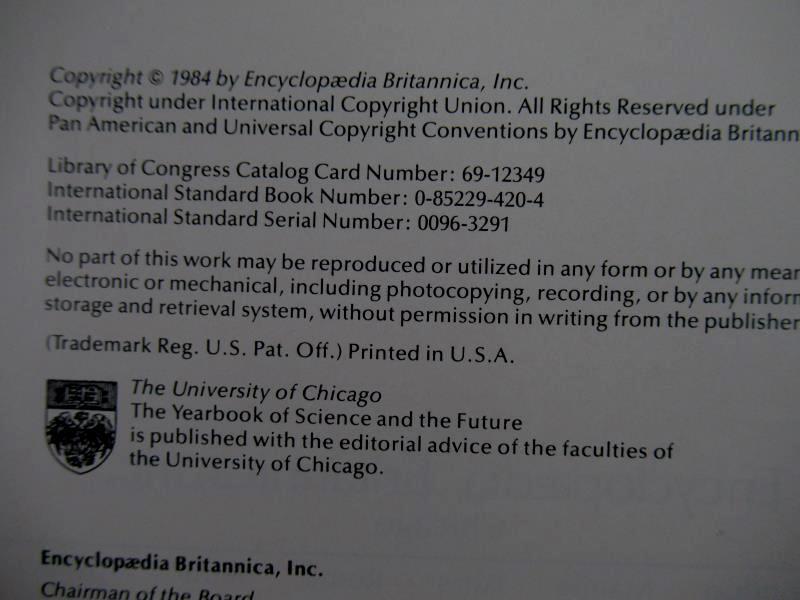 Copyright © 1984 by Encyclopædia Britannica, Inc.
Copyright under International Copyright Union. All Rights Reserved under
Pan American and Universal Copyright Conventions by Encyclopædia Britann
Library of Congress Catalog Card Number: 69-12349
International Standard Book Number: 0-85229-420-4
International Standard Serial Number: 0096-3291
No part of this work may be reproduced or utilized in any form or by any mean
electronic or mechanical, including photocopying, recording, or by any inform
storage and retrieval system, without permission in writing from the publisher
(Trademark Reg. U.S. Pat. Off.) Printed in U.S.A.
The University of Chicago
The Yearbook of Science and the Future
is published with the editorial advice of the faculties of
the University of Chicago.
Encyclopædia Britannica, Inc.
Chairman of the Board